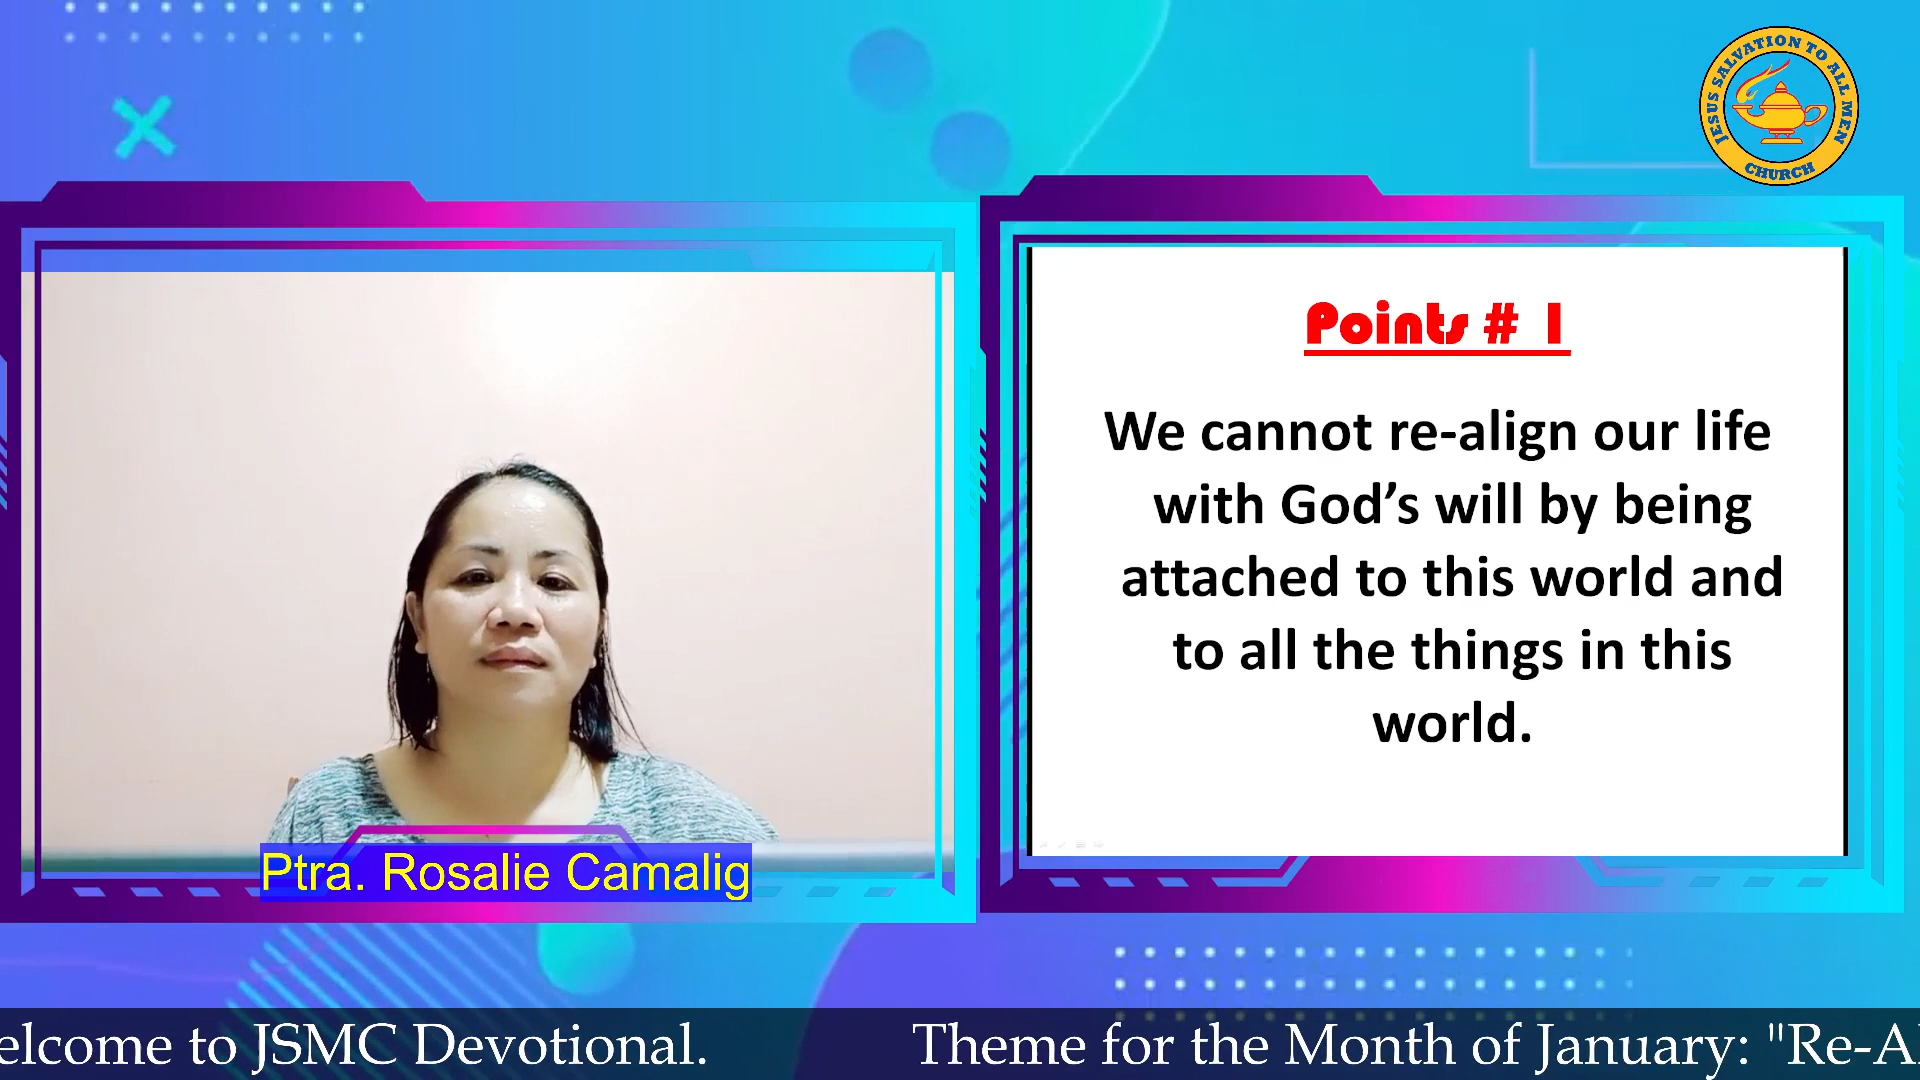 JESUS SALVATION TO ALL MEN
CHURCH
Points # 1
We cannot re-align our life
with God’s will by being
attached to this world and
to all the things in this
world.
Ptra. Rosalie Camalig
elcome to JSMC Devotional. Theme for the Month of January: "Re-Al